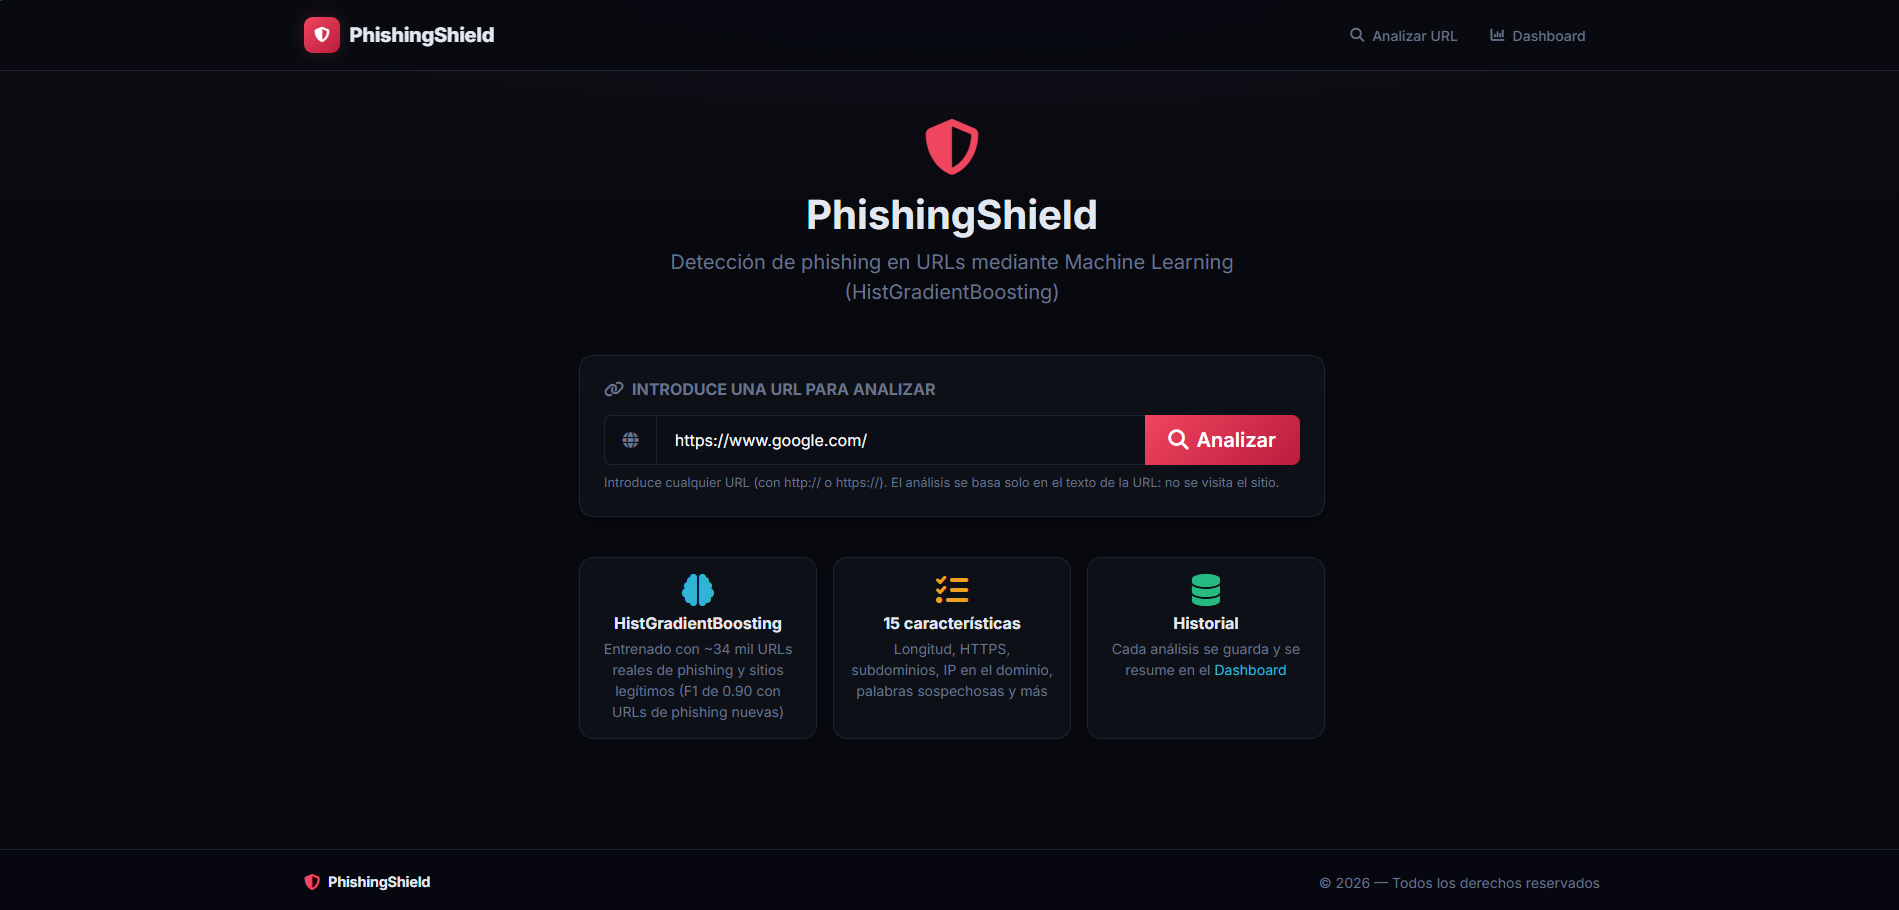 PhishingShield
Analizar URL
Dashboard
PhishingShield
Detección de phishing en URLs mediante Machine Learning
(HistGradientBoosting)
INTRODUCE UNA URL PARA ANALIZAR
https://www.google.com/
Analizar
Introduce cualquier URL (con http:// o https://). El análisis se basa solo en el texto de la URL: no se visita el sitio.
HistGradientBoosting
Entrenado con ~34 mil URLs
reales de phishing y sitios
legítimos (F1 de 0.90 con
URLs de phishing nuevas)
15 características
Longitud, HTTPS,
subdominios, IP en el dominio,
palabras sospechosas y más
Historial
Cada análisis se guarda y se
resume en el Dashboard
PhishingShield
© 2026 — Todos los derechos reservados